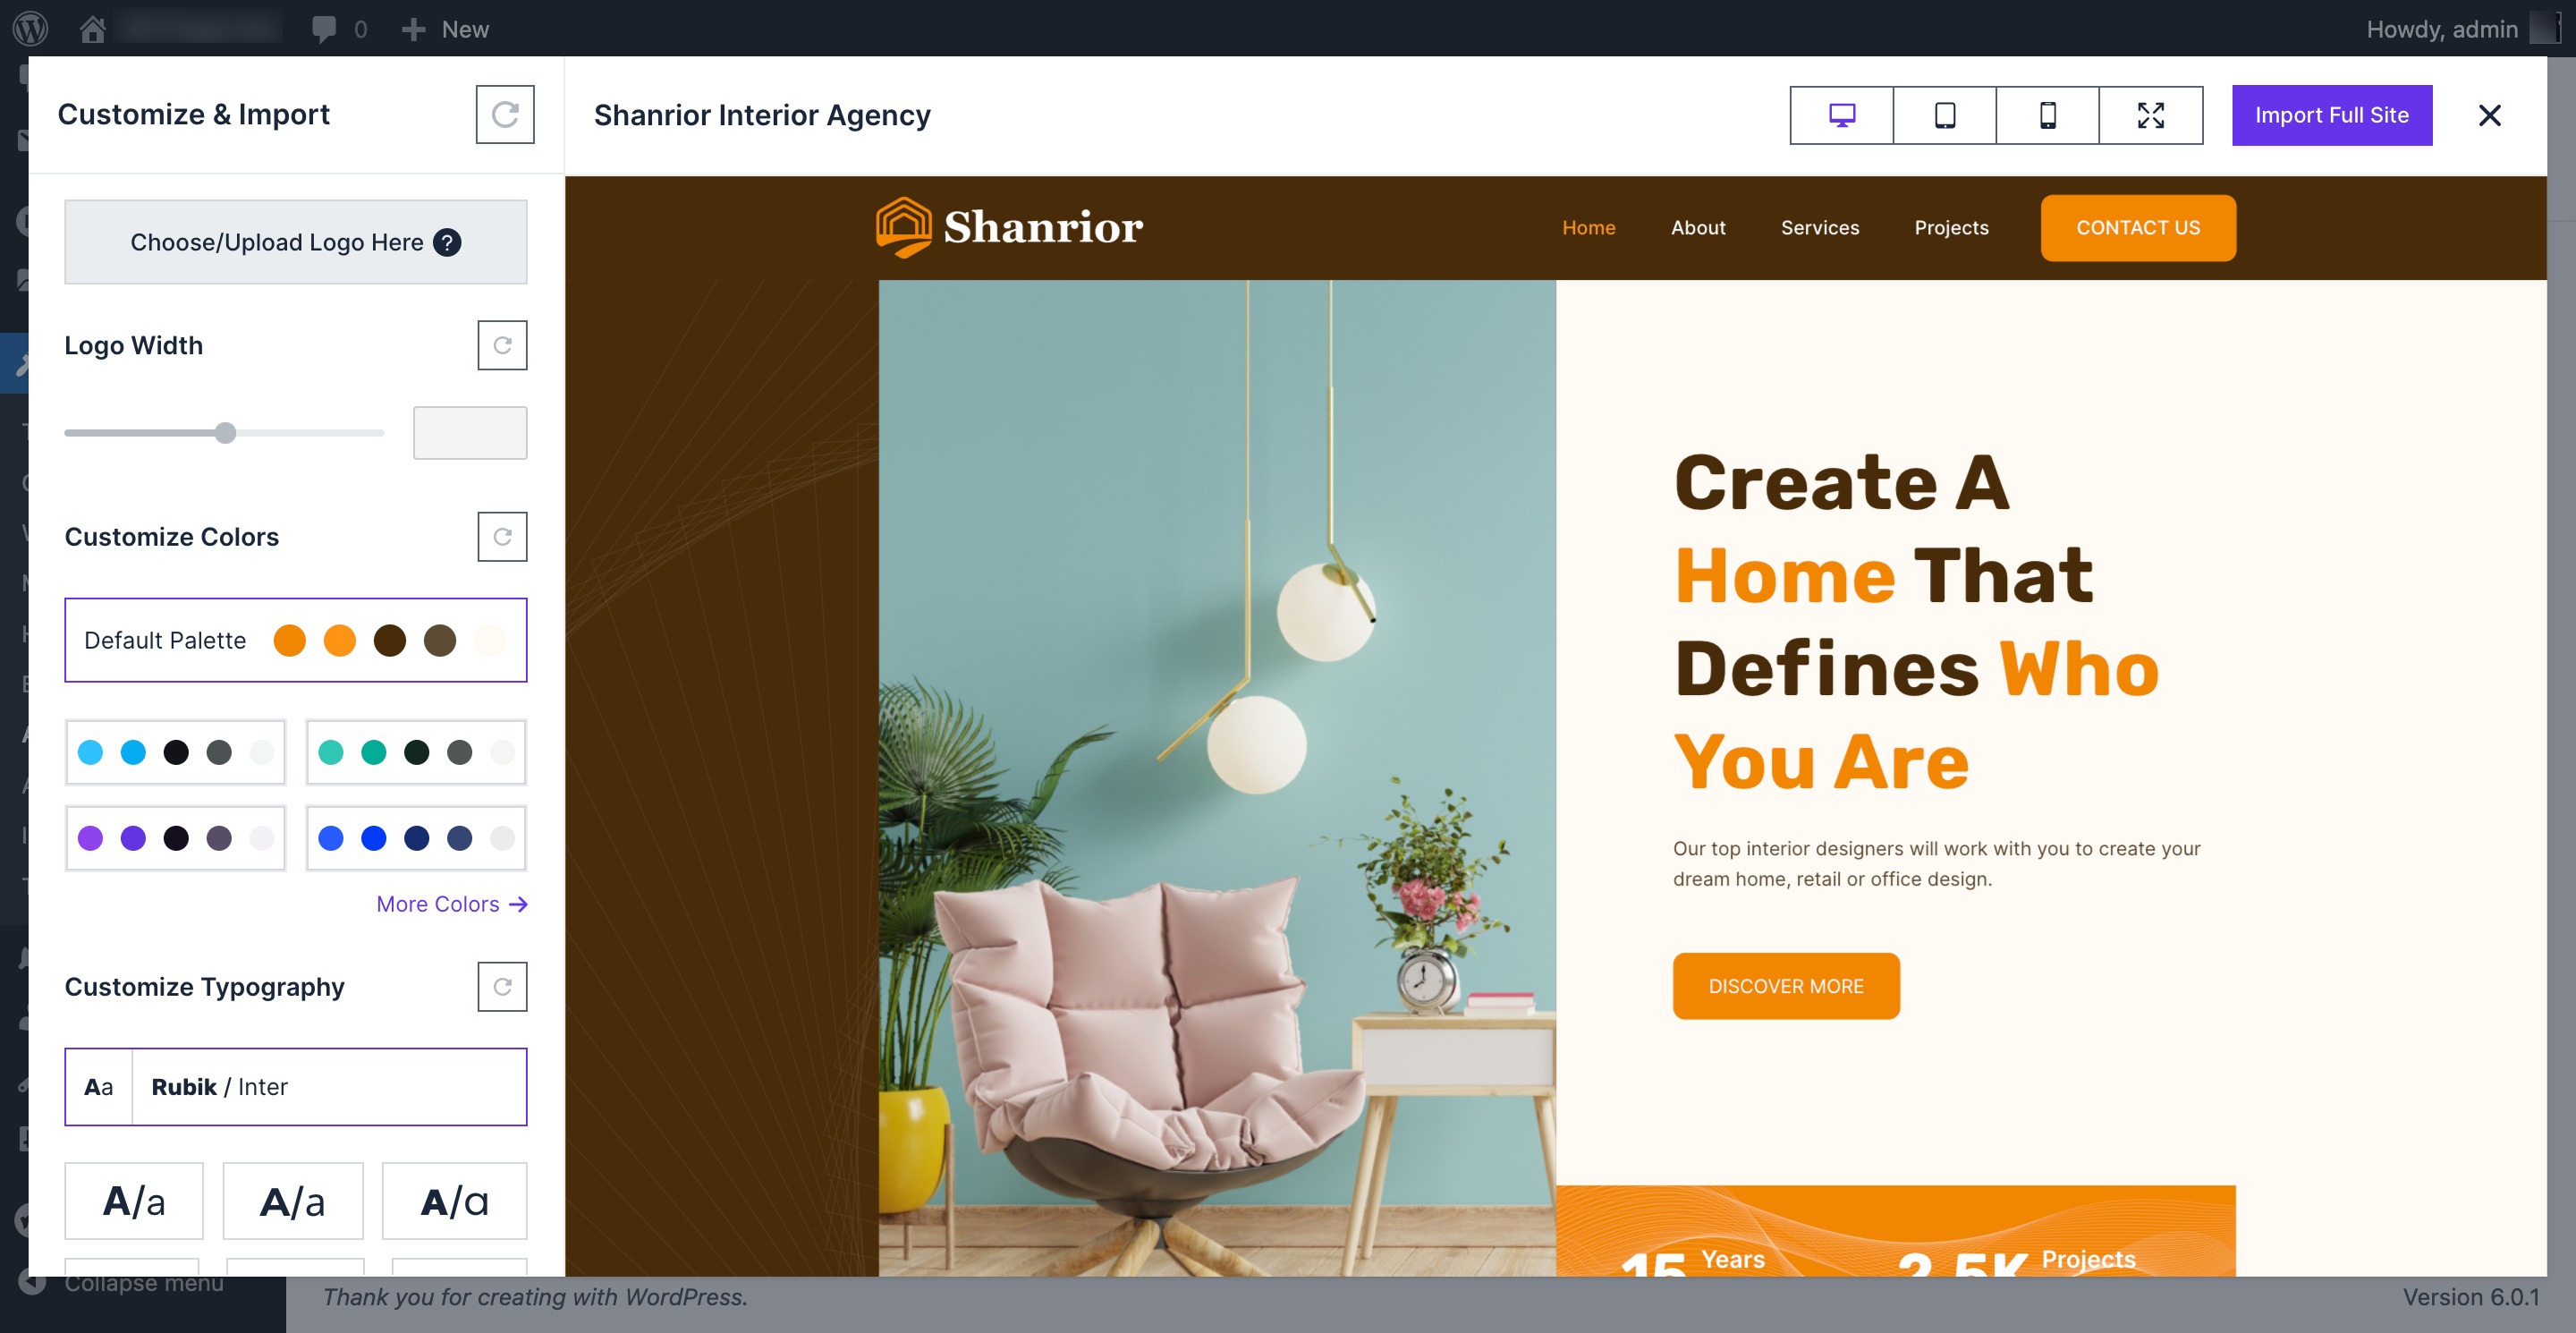 0
New
Howdy, admin
Customize & Import
Shanrior Interior Agency
Import Full Site
Choose/Upload Logo Here ?
Logo Width
Customize Colors
Default Palette
More Colors
Customize Typography
Aa
Rubik / Inter
A/a
A/a
A/a
Shanrior
Home
About
Services
Projects
CONTACT US
Create A
Home That
Defines Who
You Are
Our top interior designers will work with you to create your
dream home, retail or office design.
DISCOVER MORE
15 Years
2.5K Projects
Collapse menu
Thank you for creating with WordPress.
Version 6.0.1